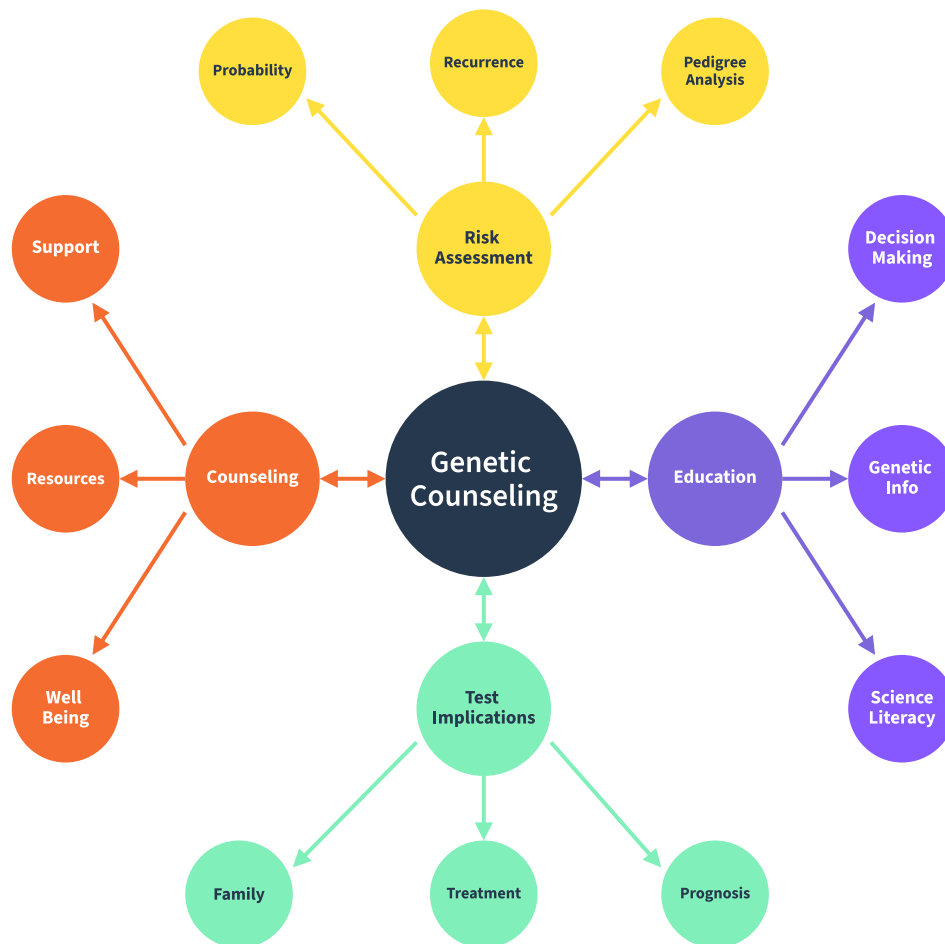 Probability
Recurrence
Pedigree
Analysis
Risk
Assessment
Support
Decision
Making
Resources
Counseling
Genetic
Counseling
Education
Genetic
Info
Well
Being
Test
Implications
Science
Literacy
Family
Treatment
Prognosis